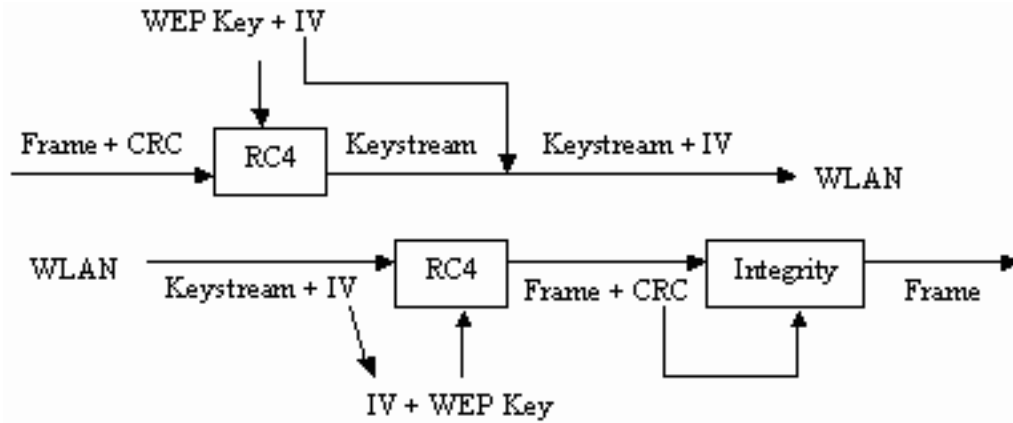 WEP Key + IV
Frame + CRC
RC4
Keystream
Keystream + IV
WLAN
WLAN
Keystream + IV
RC4
Frame + CRC
Integrity
Frame
IV + WEP Key